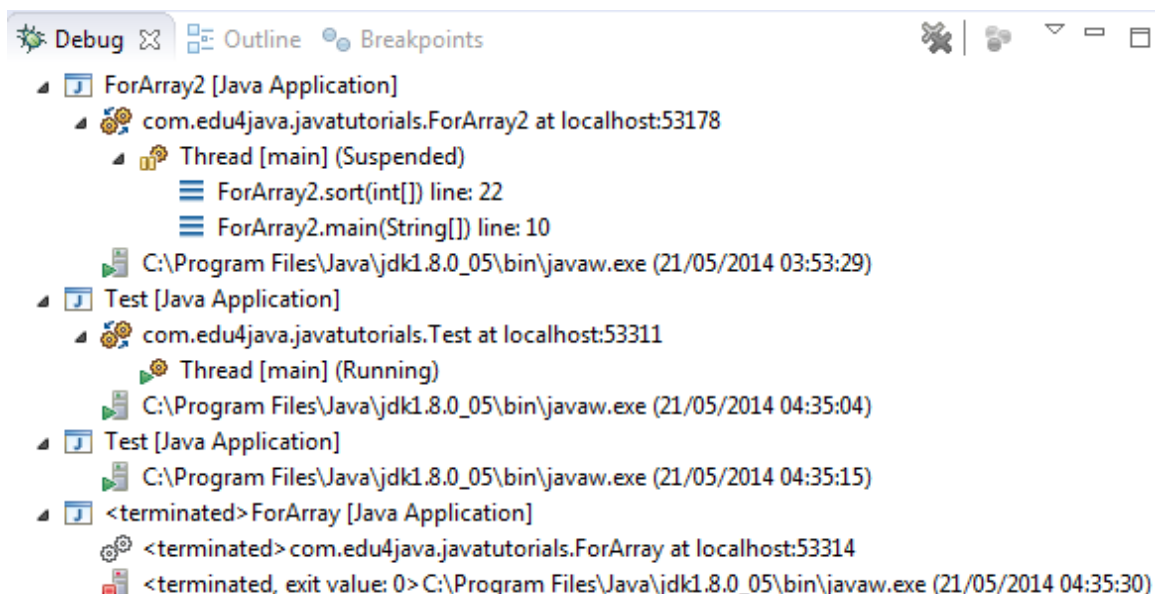 Debug Outline Breakpoints
ForArray2 [Java Application]
com.edu4java.javatutorials.ForArray2 at localhost:53178
Thread [main] (Suspended)
ForArray2.sort(int[]) line: 22
ForArray2.main(String[]) line: 10
C:\Program Files\Java\jdk1.8.0_05\bin\javaw.exe (21/05/2014 03:53:29)
Test [Java Application]
com.edu4java.javatutorials.Test at localhost:53311
Thread [main] (Running)
C:\Program Files\Java\jdk1.8.0_05\bin\javaw.exe (21/05/2014 04:35:04)
Test [Java Application]
C:\Program Files\Java\jdk1.8.0_05\bin\javaw.exe (21/05/2014 04:35:15)
<terminated>ForArray [Java Application]
<terminated>com.edu4java.javatutorials.ForArray at localhost:53314
<terminated, exit value: 0>C:\Program Files\Java\jdk1.8.0_05\bin\javaw.exe (21/05/2014 04:35:30)